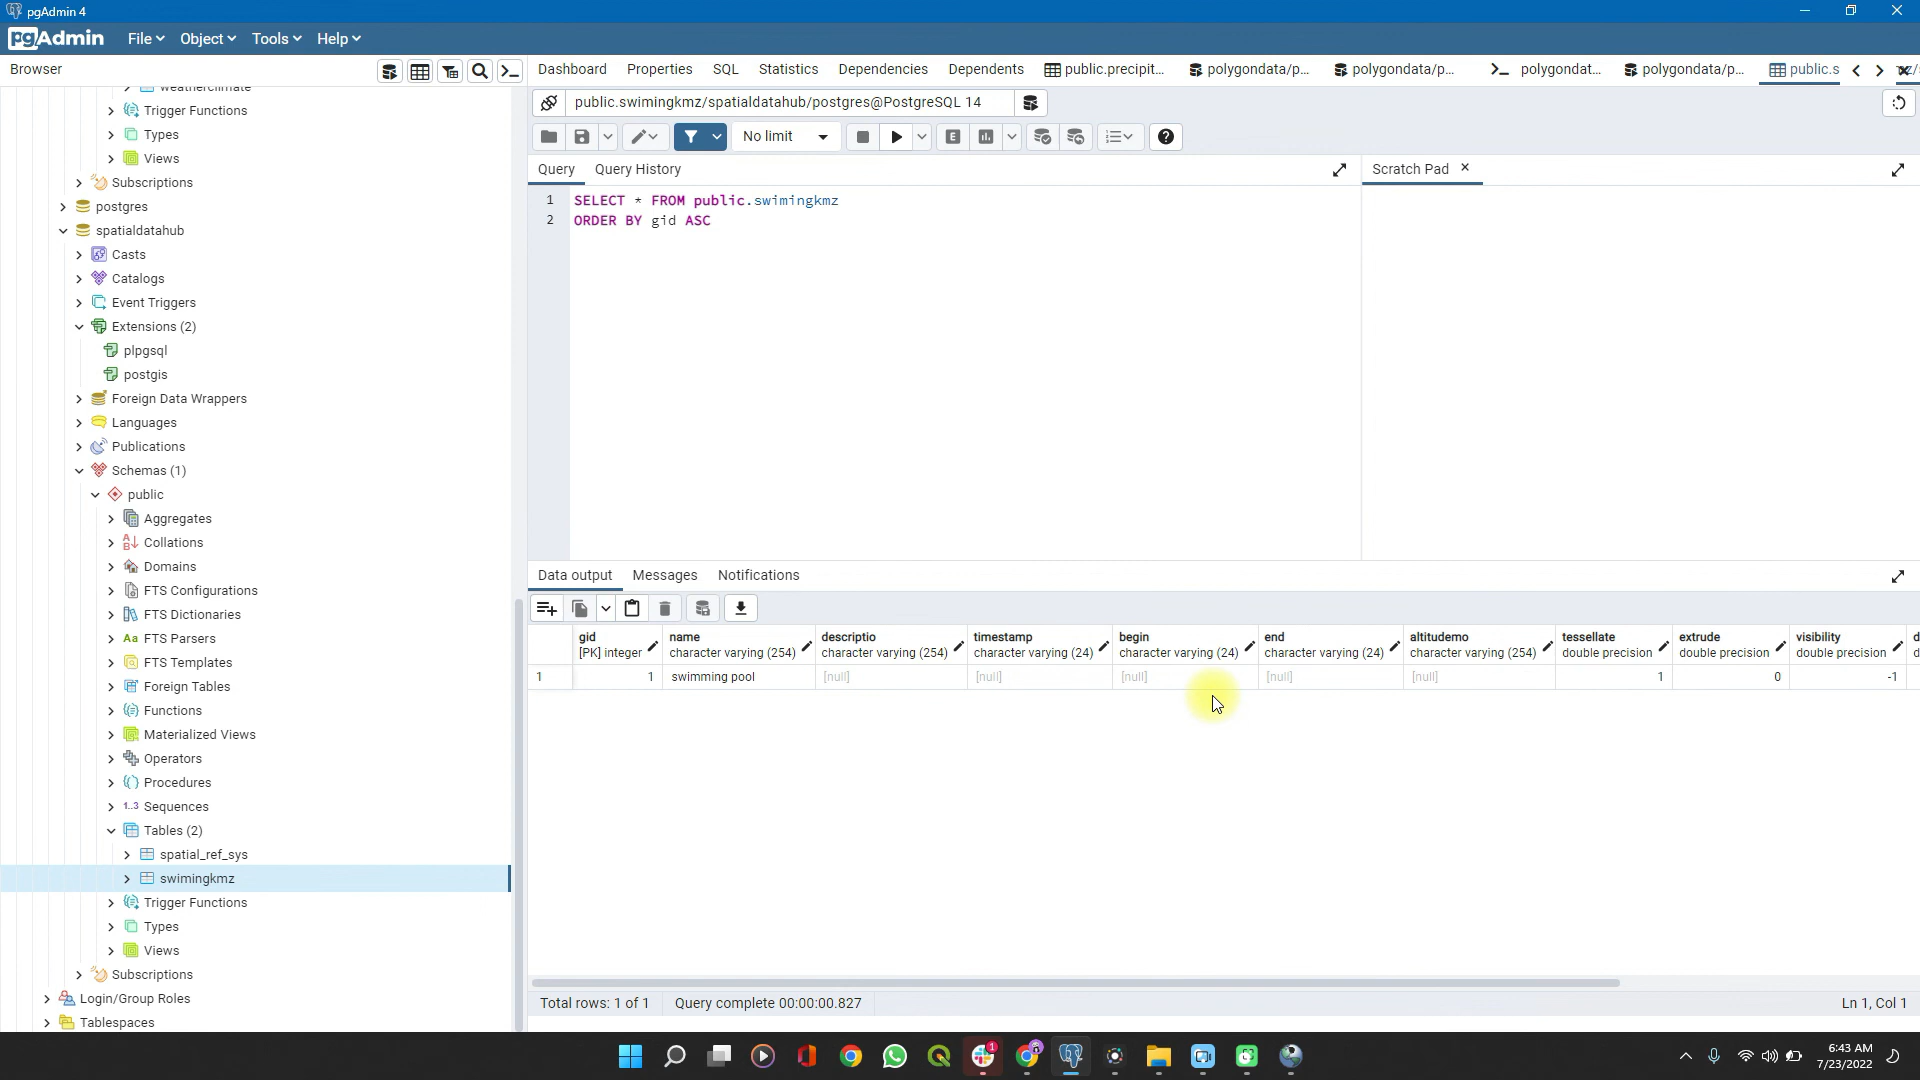 pgAdmin 4
pgAdmin File Object Tools Help
Browser
Dashboard Properties SQL Statistics Dependencies Dependents public.precipit... polygondata/p... polygondata/p... polygondat... polygondata/p... public.s
public.swimingkmz/spatialdatahub/postgres@PostgreSQL 14
No limit
Query Query History Scratch Pad
1 SELECT * FROM public.swimingkmz
2 ORDER BY gid ASC
weatherclimate
Trigger Functions
Types
Views
Subscriptions
postgres
spatialdatahub
Casts
Catalogs
Event Triggers
Extensions (2)
plpgsql
postgis
Foreign Data Wrappers
Languages
Publications
Schemas (1)
public
Aggregates
Collations
Domains
FTS Configurations
FTS Dictionaries
Aa FTS Parsers
FTS Templates
Foreign Tables
Functions
Materialized Views
Operators
Procedures
1..3 Sequences
Tables (2)
spatial_ref_sys
swimingkmz
Trigger Functions
Types
Views
Subscriptions
Login/Group Roles
Tablespaces
Data output Messages Notifications
gid name descriptio timestamp begin end altitudemo tessellate extrude visibility
[PK] integer character varying (254) character varying (254) character varying (24) character varying (24) character varying (24) character varying (254) double precision double precision double precision
1 1 swimming pool [null] [null] [null] [null] [null] 1 0 -1
Total rows: 1 of 1 Query complete 00:00:00.827 Ln 1, Col 1
6:43 AM
7/23/2022